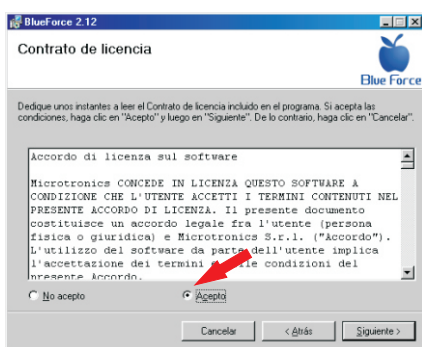 BlueForce 2.12
Contrato de licencia
Blue Force
Dedique unos instantes a leer el Contrato de licencia incluido en el programa. Si acepta las
condiciones, haga clic en "Acepto" y luego en "Siguiente". De lo contrario, haga clic en "Cancelar".
Accordo di licenza sul software
Microtronics CONCEDE IN LICENZA QUESTO SOFTWARE A
CONDIZIONE CHE L'UTENTE ACCETTI I TERMINI CONTENUTI NEL
PRESENTE ACCORDO DI LICENZA. Il presente documento
costituisce un accordo legale fra l'utente (persona
fisica o giuridica) e Microtronics S.r.l. ("Accordo").
L'utilizzo del software da parte dell'utente implica
l'accettazione dei termini e delle condizioni del
presente Accordo.
No acepto
Acepto
Cancelar
< Atrás
Siguiente >